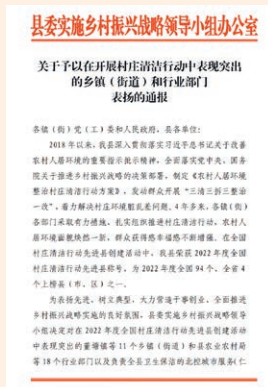 县委实施乡村振兴战略领导小组办公室
关于予以在开展村庄清洁行动中表现突出
的乡镇(街道)和行业部门
表扬的通报
各镇(街)党(工)委和人民政府,县各单位:
2018年以来,我县深入贯彻落实习近平总书记关于改善
农村人居环境的重要指示批示精神,全面落实党中央、国务
院关于推进乡村振兴战略的决策部署,制定《农村人居环境
整治村庄清洁行动方案》,发动群众开展“三清三拆三整治
一改”,着力解决村庄环境脏乱差问题。4年多来,各镇(街)
各部门采取有力措施,扎实组织推进村庄清洁行动,农村人
居环境面貌焕然一新,群众获得感幸福感不断增强。在全国
村庄清洁行动先进县创建活动中,我县荣获2022年度全国
村庄清洁行动先进县称号,为2022年度全国94个、全省4
个上榜县(市、区)之一。
为表扬先进、树立典型,大力营造干事创业、全面推进
乡村振兴战略实施的良好氛围,县委实施乡村振兴战略领导
小组决定对在2022年度全国村庄清洁行动先进县创建活动
中表现突出的董塘镇等11个乡镇(街道)和县农业农村局
等18个行业部门以及负责全县卫生保洁的北控城市服务(仁